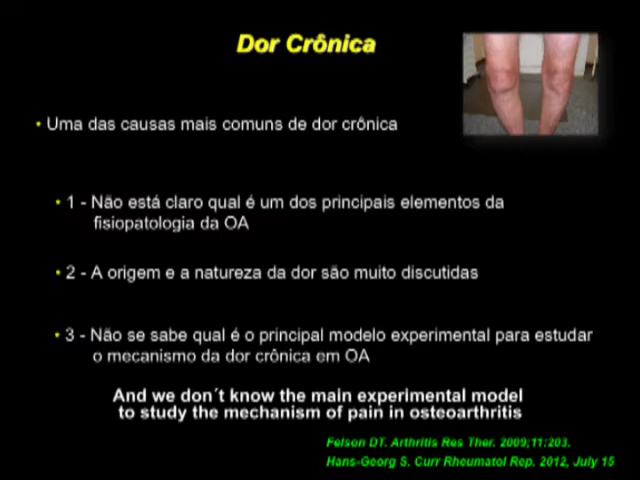 Dor Crônica
• Uma das causas mais comuns de dor crônica
• 1 - Não está claro qual é um dos principais elementos da
fisiopatologia da OA
• 2 - A origem e a natureza da dor são muito discutidas
• 3 - Não se sabe qual é o principal modelo experimental para estudar
o mecanismo da dor crônica em OA
And we don´t know the main experimental model
to study the mechanism of pain in osteoarthritis
Felson DT. Arthritis Res Ther. 2009;11:203.
Hans-Georg S. Curr Rheumatol Rep. 2012, July 15